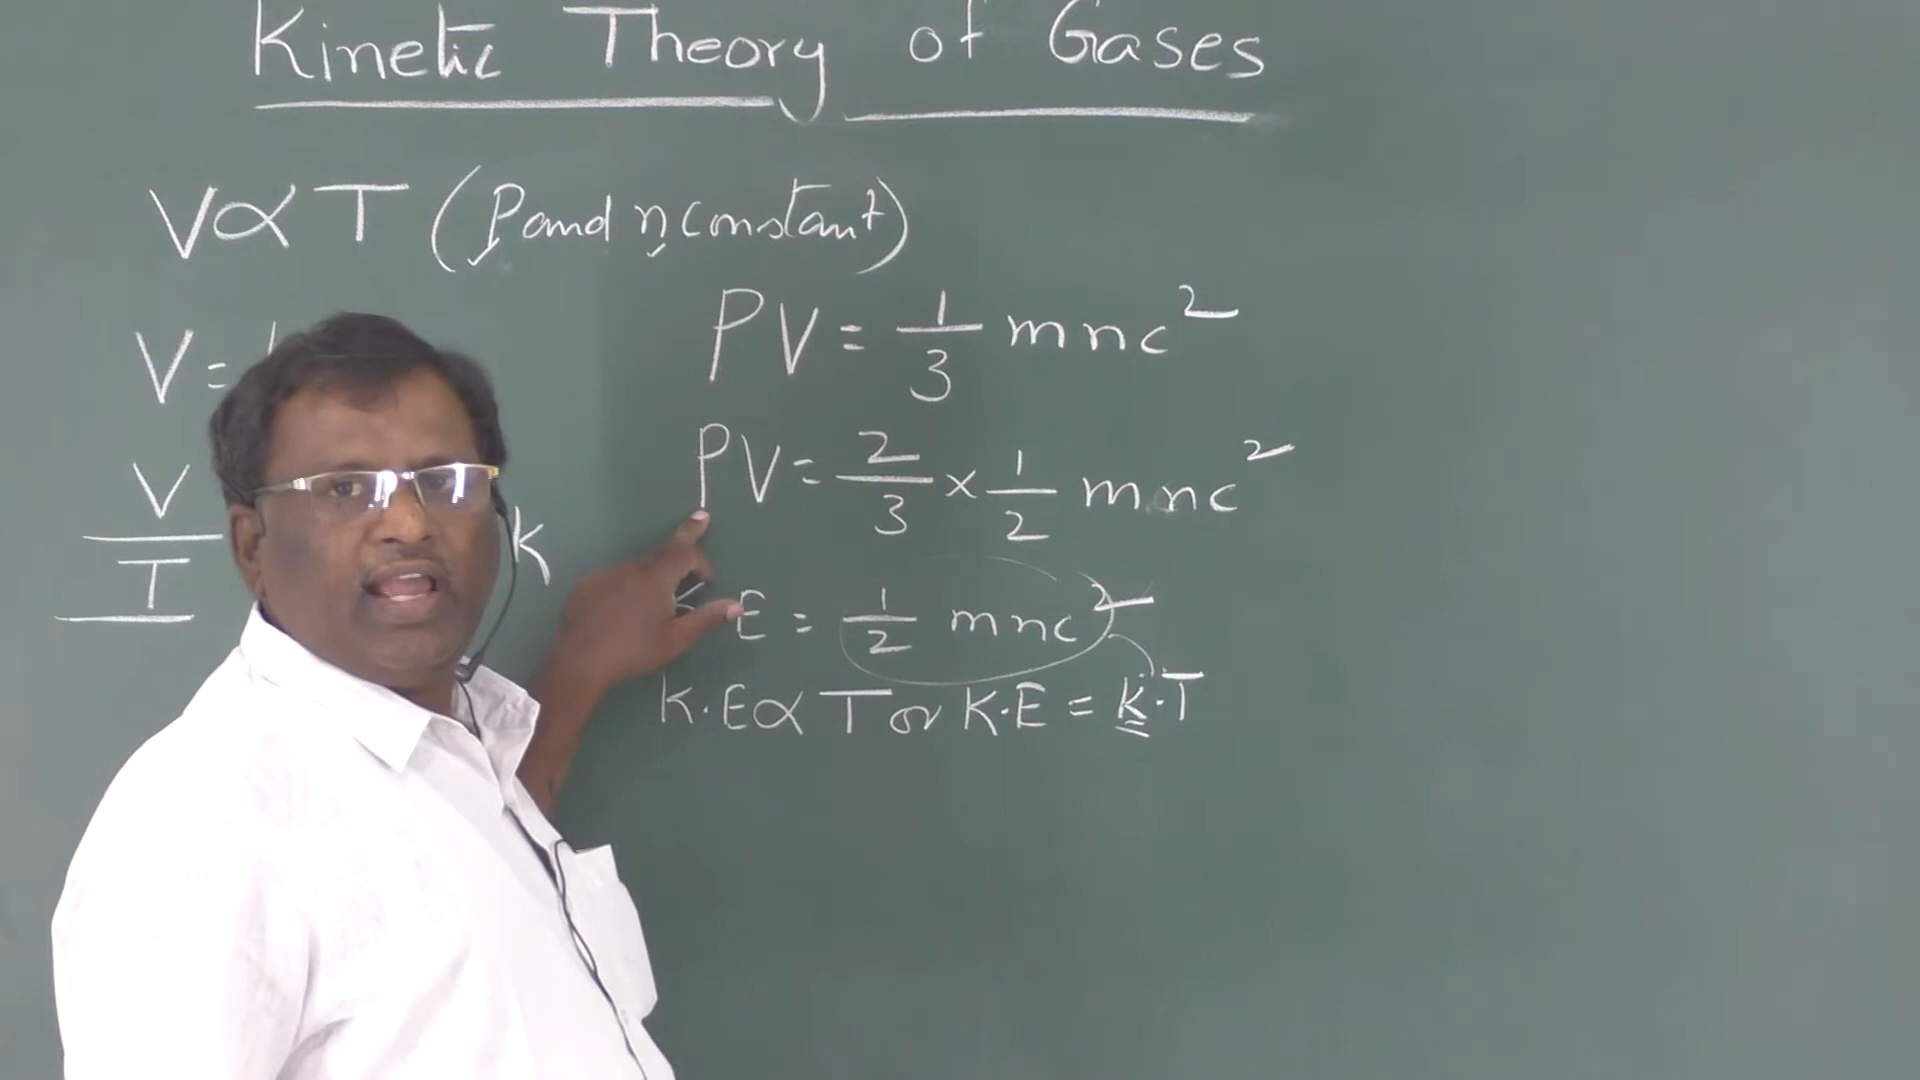 Kinetic Theory of Gases
V ∝ T (P and n constant)
V =
V
T
k
PV = 1/3 mnc²
PV = 2/3 × 1/2 mnc²
K.E = 1/2 mnc²
K.E ∝ T or K.E = k.T